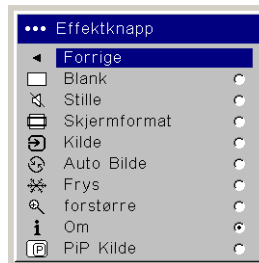 ••• Effektknapp
Forrige
Blank
Stille
Skjermformat
Kilde
Auto Bilde
Frys
forstørre
i Om
P PiP Kilde